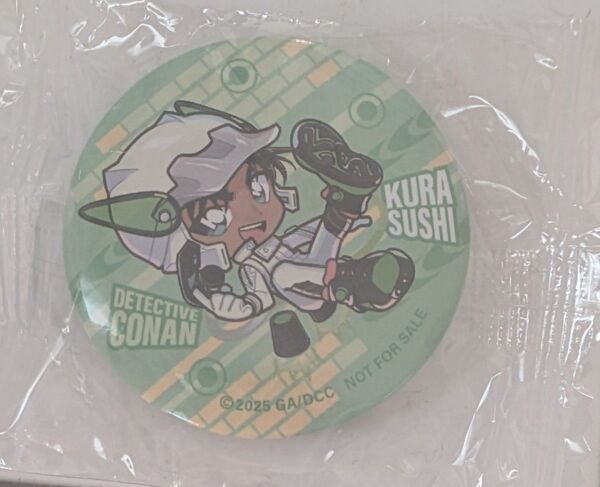 KURA
SUSHI
DETECTIVE
CONAN
©2025 GA/DCC NOT FOR SALE